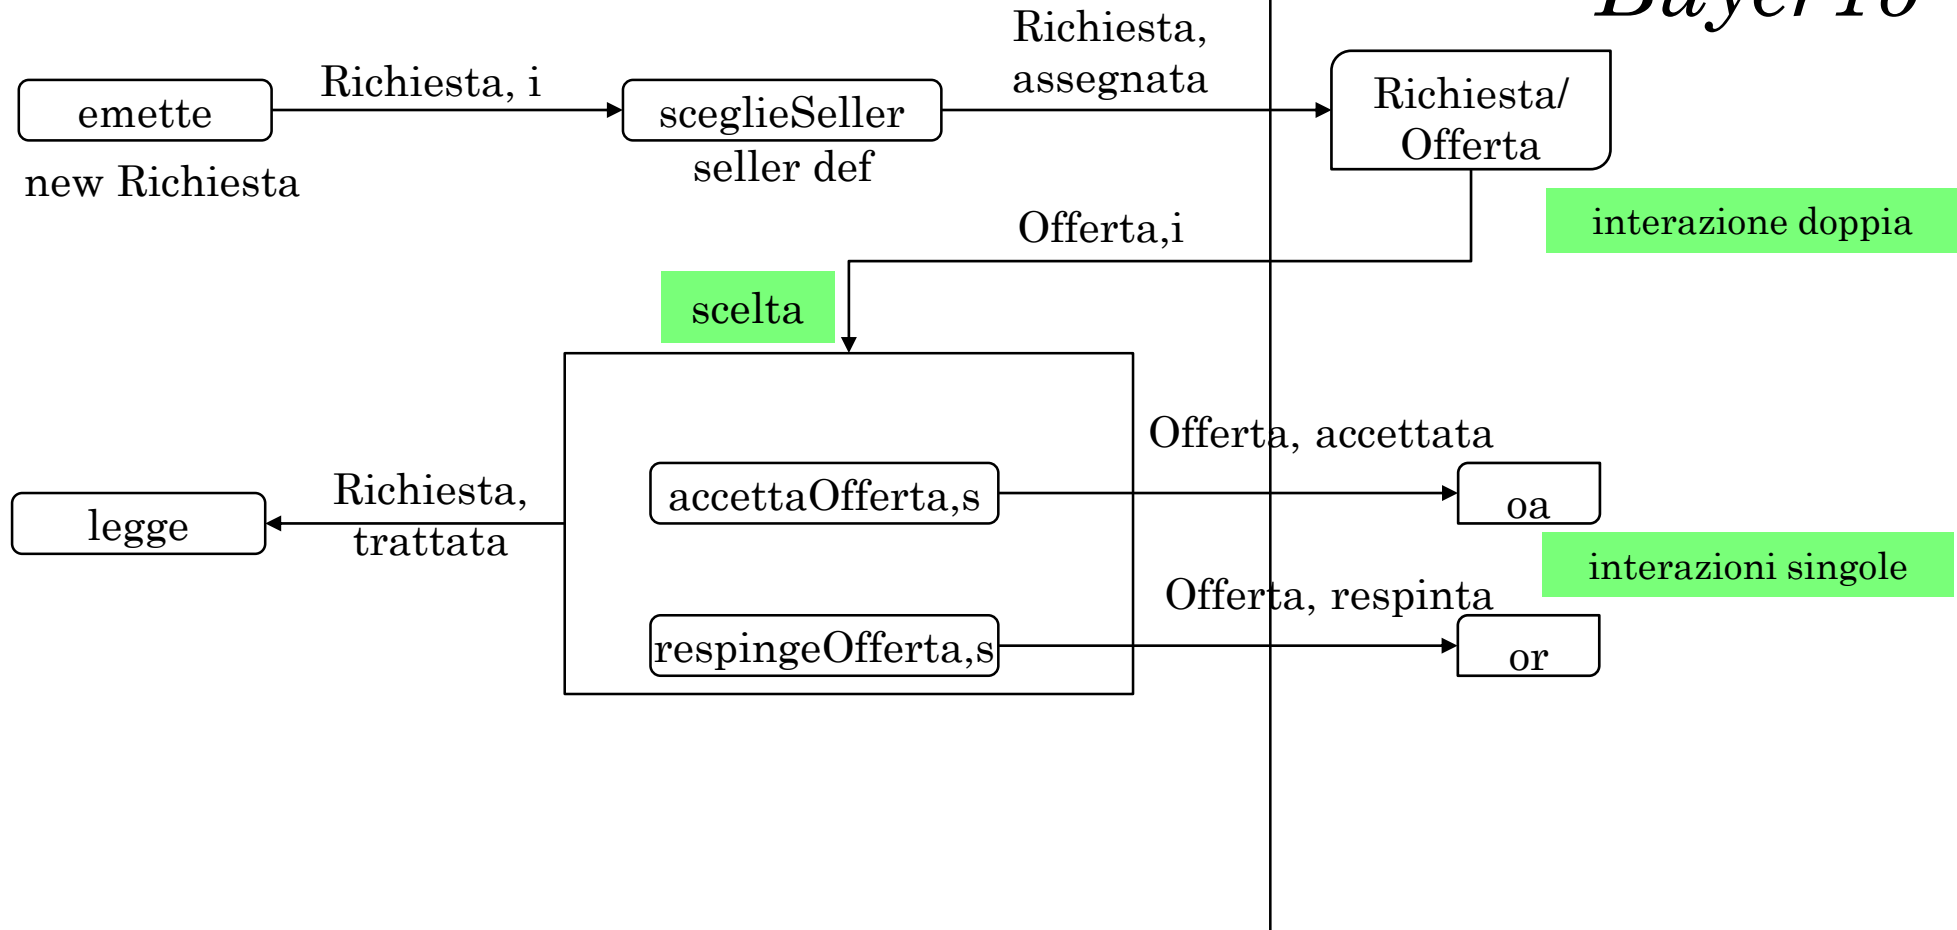 Richiesta,
assegnata
Richiesta, i
emette
new Richiesta
sceglieSeller
seller def
Richiesta/
Offerta
interazione doppia
Offerta,i
scelta
Offerta, accettata
accettaOfferta,s
oa
Richiesta,
trattata
legge
interazioni singole
Offerta, respinta
respingeOfferta,s
or